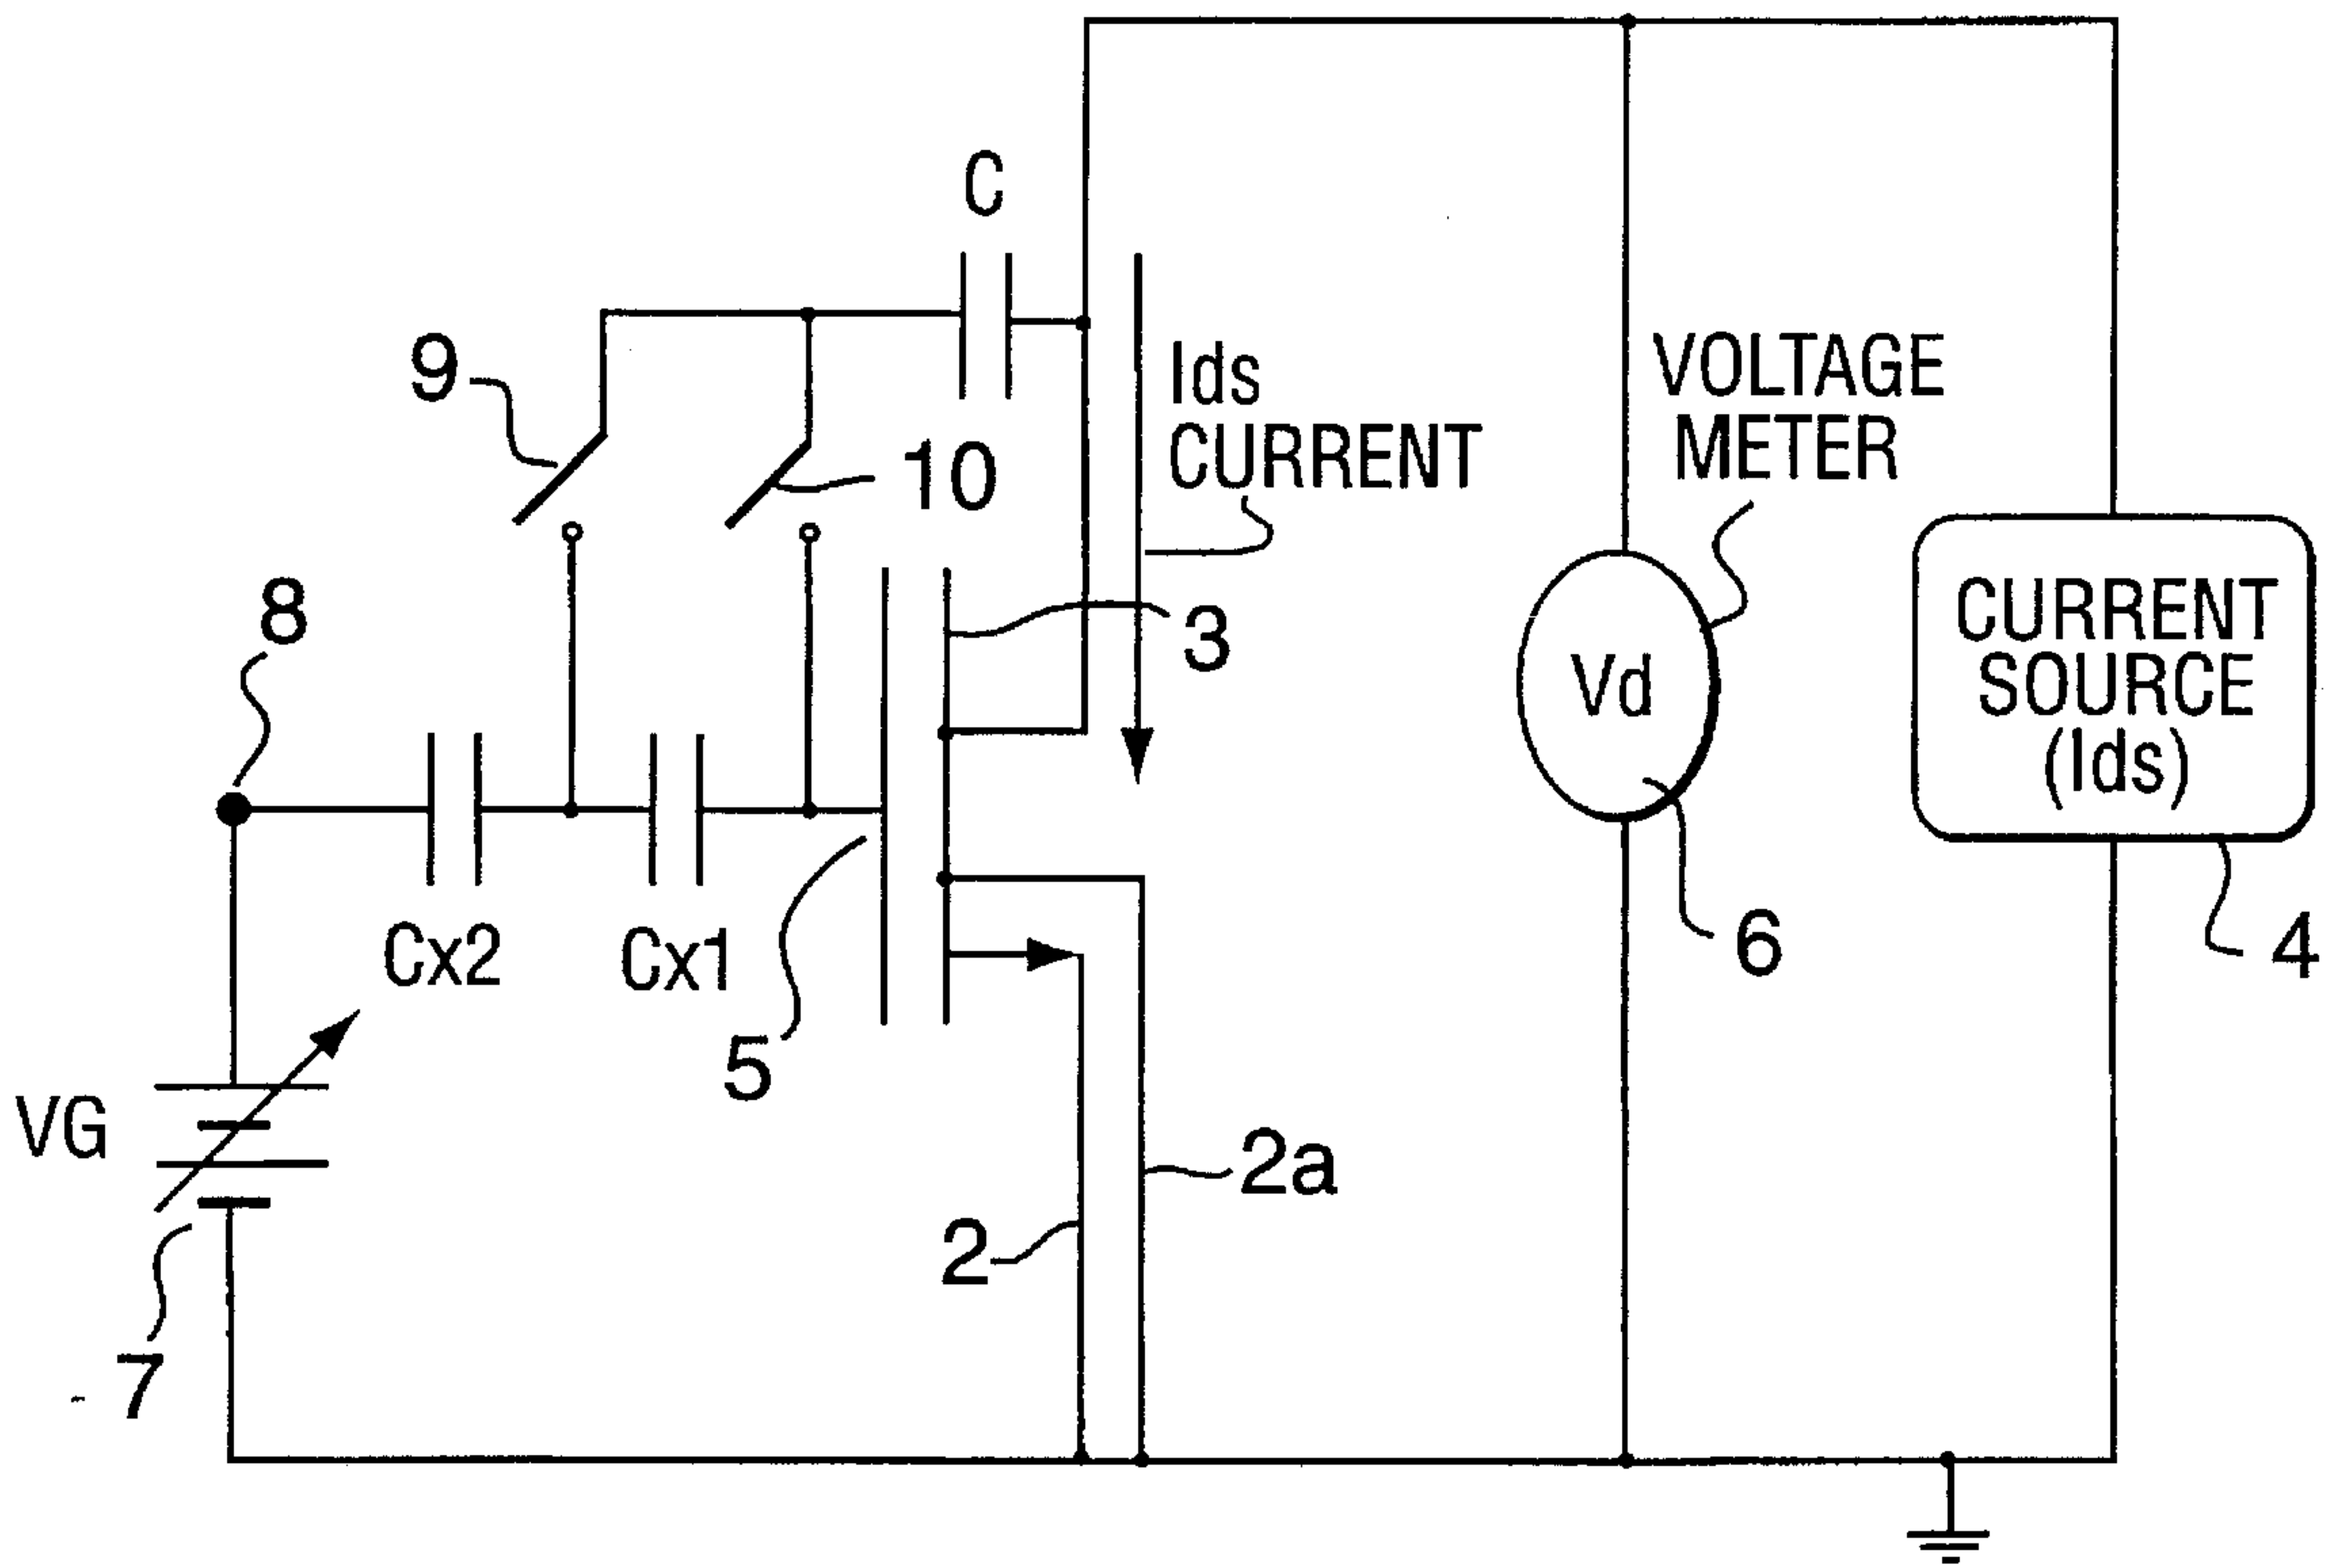 C
9
10
Ids
CURRENT
VOLTAGE
METER
8
3
Vd
CURRENT
SOURCE
(Ids)
Cx2
Cx1
5
6
4
VG
2a
2
7